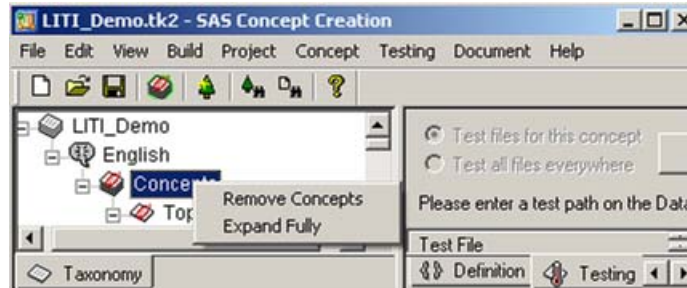 LITI_Demo.tk2 - SAS Concept Creation
File Edit View Build Project Concept Testing Document Help
LITI_Demo
English
Concepts
Top
Remove Concepts
Expand Fully
Taxonomy
Test files for this concept
Test all files everywhere
Please enter a test path on the Data
Test File
Definition Testing